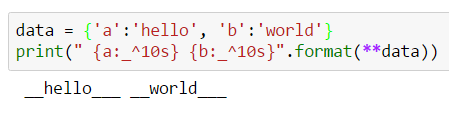 data = {'a':'hello', 'b':'world'}
print(" {a:_^10s} {b:_^10s}".format(**data))
__hello___ __world___